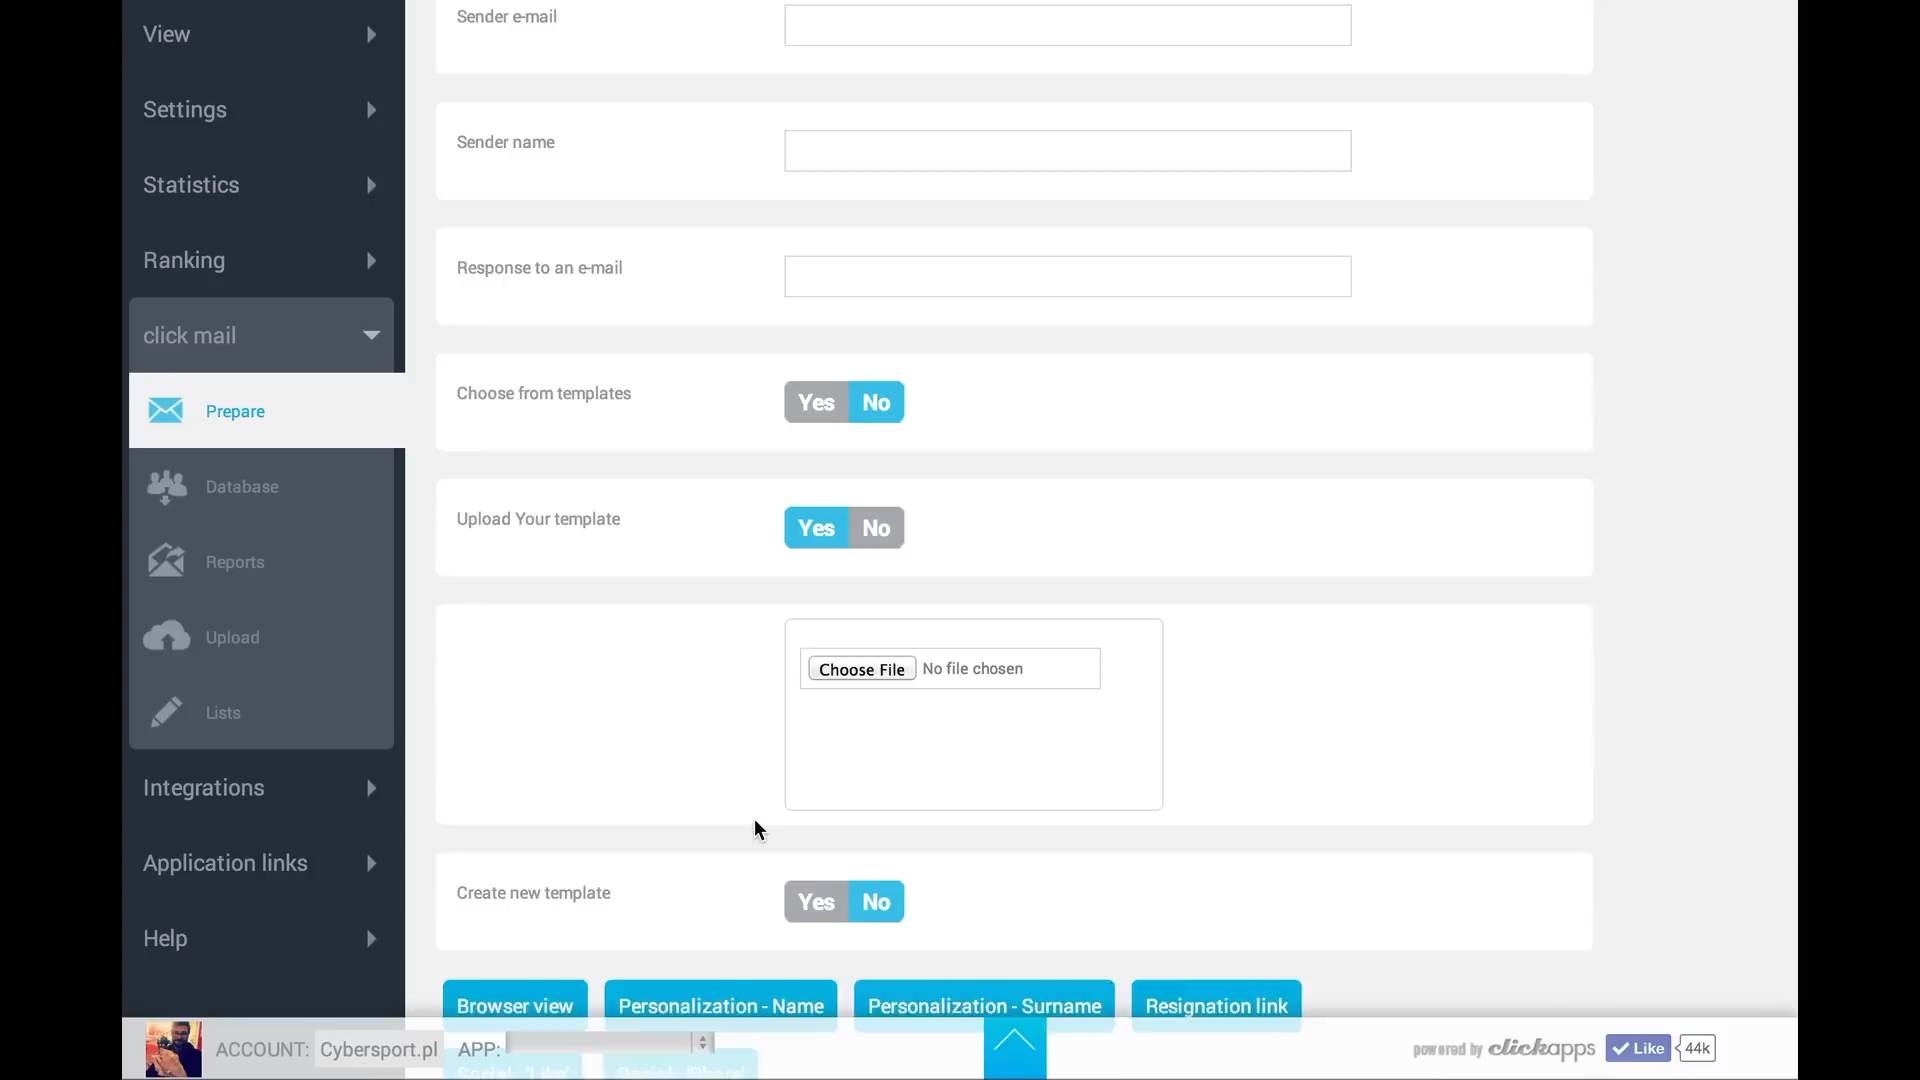 View
Settings
Statistics
Ranking
click mail
Prepare
Database
Reports
Upload
Lists
Integrations
Application links
Help
Sender e-mail
Sender name
Response to an e-mail
Choose from templates
Yes No
Upload Your template
Yes No
Choose File No file chosen
Create new template
Yes No
Browser view Personalization - Name Personalization - Surname Resignation link
ACCOUNT: Cybersport.pl APP:
powered by clickapps Like 44k